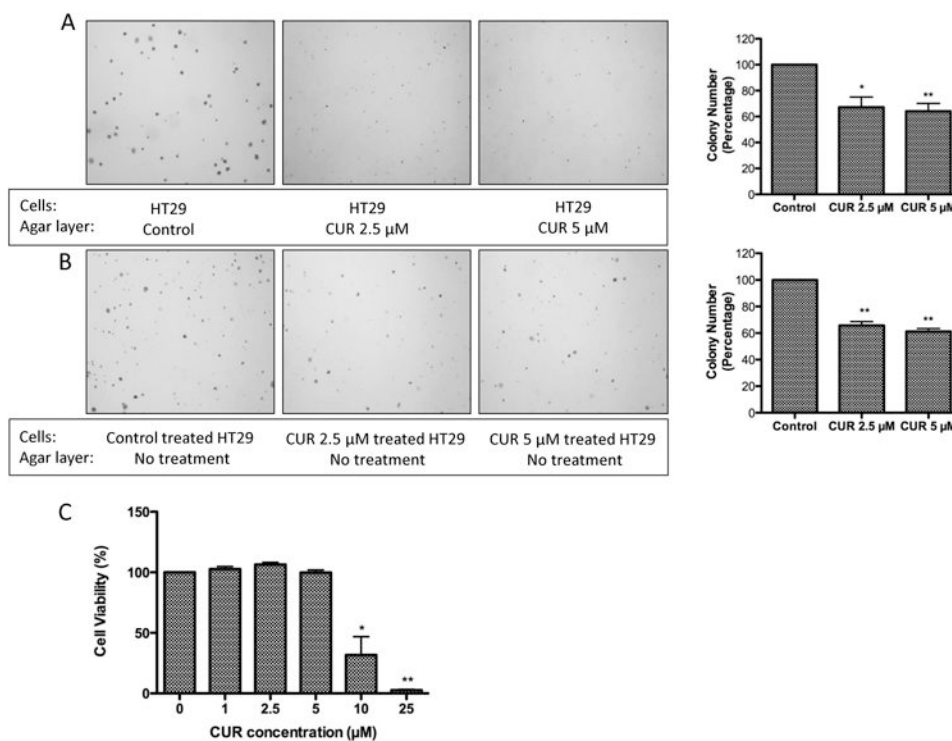 A
Cells: HT29 HT29 HT29
Agar layer: Control CUR 2.5 µM CUR 5 µM
120
100
80
60
40
20
0
Colony Number
(Percentage)
*
**
Control CUR 2.5 µM CUR 5 µM
B
Cells: Control treated HT29 CUR 2.5 µM treated HT29 CUR 5 µM treated HT29
Agar layer: No treatment No treatment No treatment
120
100
80
60
40
20
0
Colony Number
(Percentage)
**
**
Control CUR 2.5 µM CUR 5 µM
C
150
100
50
0
Cell Viability (%)
*
**
0 1 2.5 5 10 25
CUR concentration (µM)